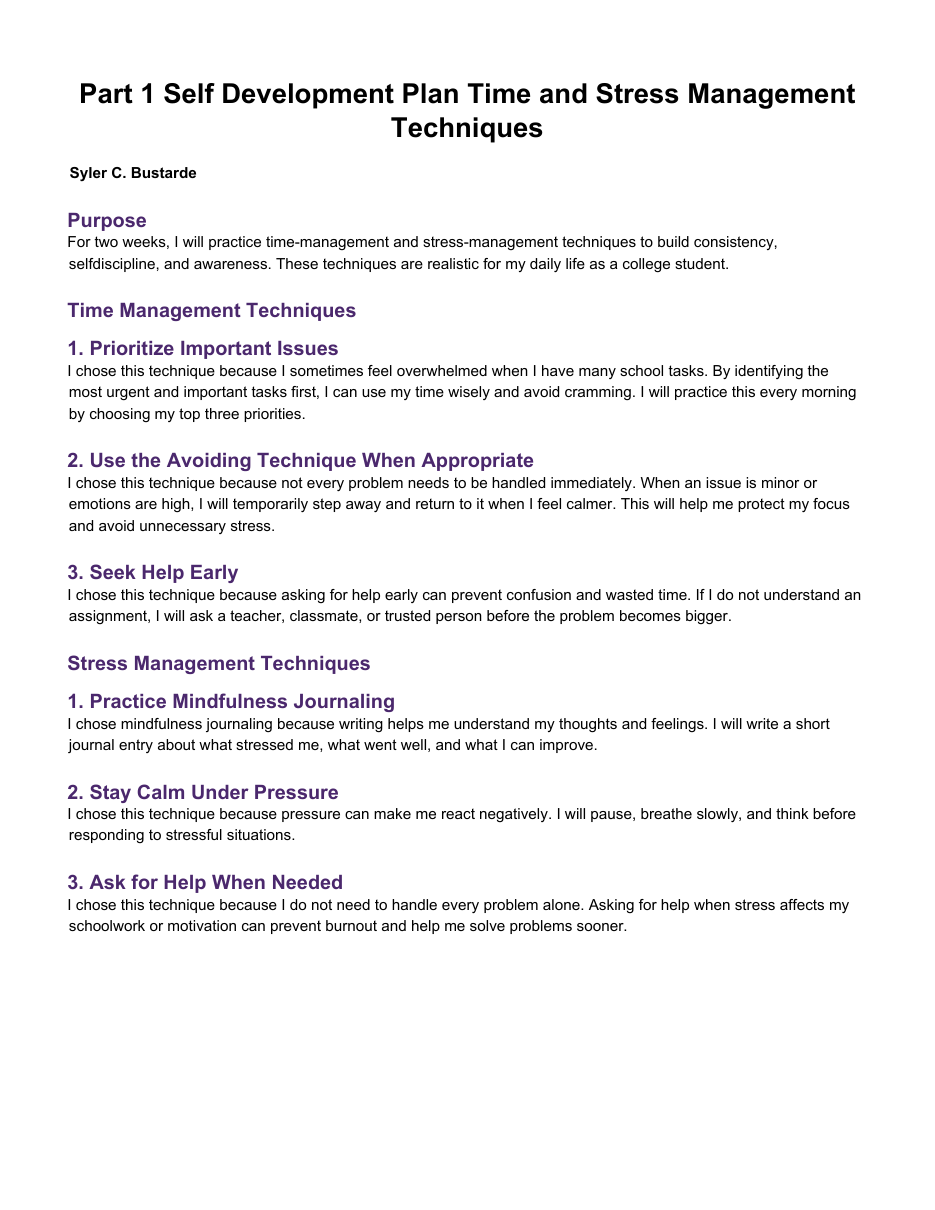 Part 1 Self Development Plan Time and Stress Management
Techniques
Syler C. Bustarde
Purpose
For two weeks, I will practice time-management and stress-management techniques to build consistency,
selfdiscipline, and awareness. These techniques are realistic for my daily life as a college student.
Time Management Techniques
1. Prioritize Important Issues
I chose this technique because I sometimes feel overwhelmed when I have many school tasks. By identifying the
most urgent and important tasks first, I can use my time wisely and avoid cramming. I will practice this every morning
by choosing my top three priorities.
2. Use the Avoiding Technique When Appropriate
I chose this technique because not every problem needs to be handled immediately. When an issue is minor or
emotions are high, I will temporarily step away and return to it when I feel calmer. This will help me protect my focus
and avoid unnecessary stress.
3. Seek Help Early
I chose this technique because asking for help early can prevent confusion and wasted time. If I do not understand an
assignment, I will ask a teacher, classmate, or trusted person before the problem becomes bigger.
Stress Management Techniques
1. Practice Mindfulness Journaling
I chose mindfulness journaling because writing helps me understand my thoughts and feelings. I will write a short
journal entry about what stressed me, what went well, and what I can improve.
2. Stay Calm Under Pressure
I chose this technique because pressure can make me react negatively. I will pause, breathe slowly, and think before
responding to stressful situations.
3. Ask for Help When Needed
I chose this technique because I do not need to handle every problem alone. Asking for help when stress affects my
schoolwork or motivation can prevent burnout and help me solve problems sooner.